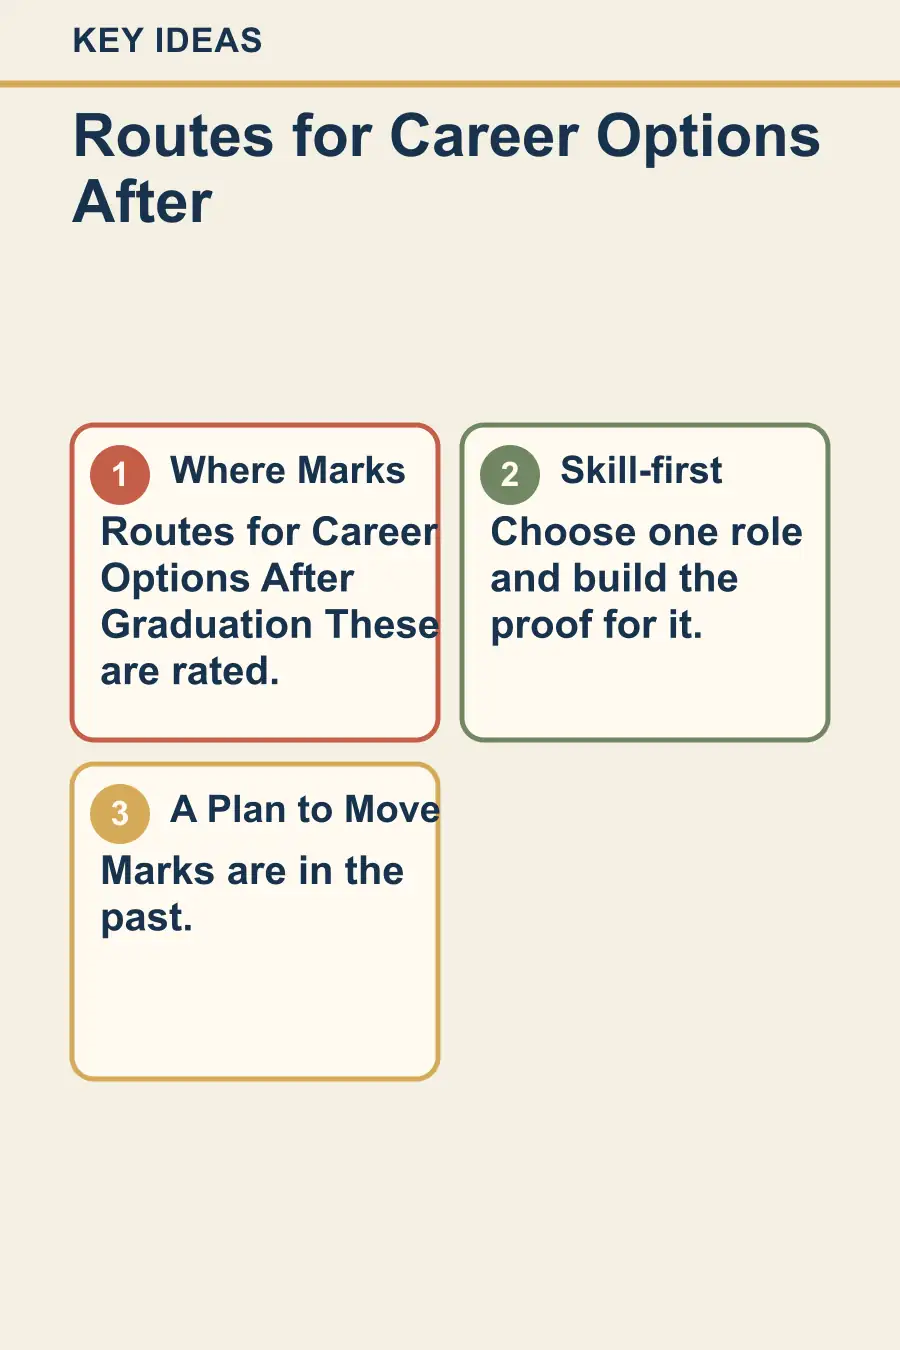 KEY IDEAS
Routes for Career Options
After
1 Where Marks
Routes for Career
Options After
Graduation These
are rated.
2 Skill-first
Choose one role
and build the
proof for it.
3 A Plan to Move
Marks are in the
past.